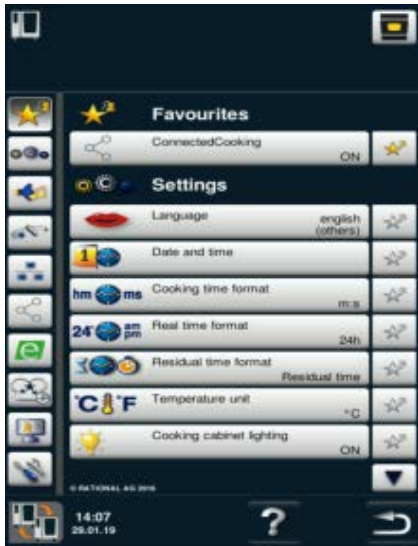 Favourites
ConnectedCooking
ON
Settings
Language
english
(others)
1
Date and time
hm ms
Cooking time format
m:s
24 am
pm
Real time format
24h
Residual time format
Residual time
°C °F
Temperature unit
°C
Cooking cabinet lighting
ON
© RATIONAL AG 2016
14:07
29.01.19
?